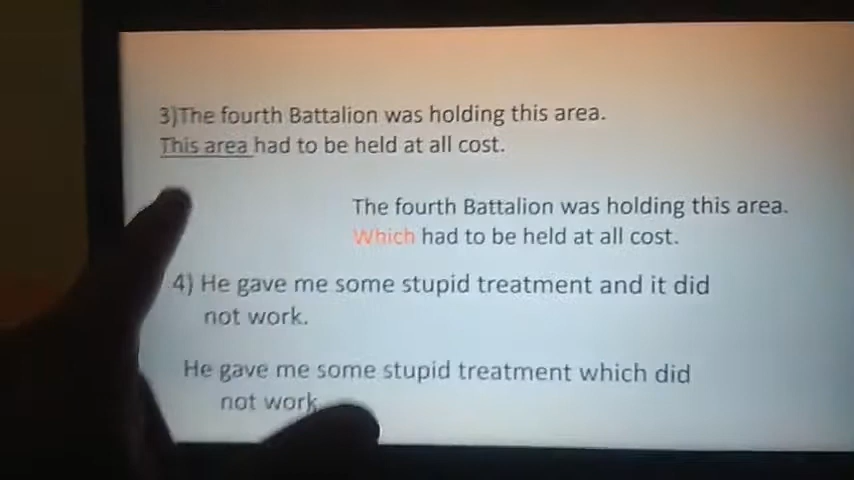 3)The fourth Battalion was holding this area.
This area had to be held at all cost.
The fourth Battalion was holding this area.
Which had to be held at all cost.
4) He gave me some stupid treatment and it did
not work.
He gave me some stupid treatment which did
not work